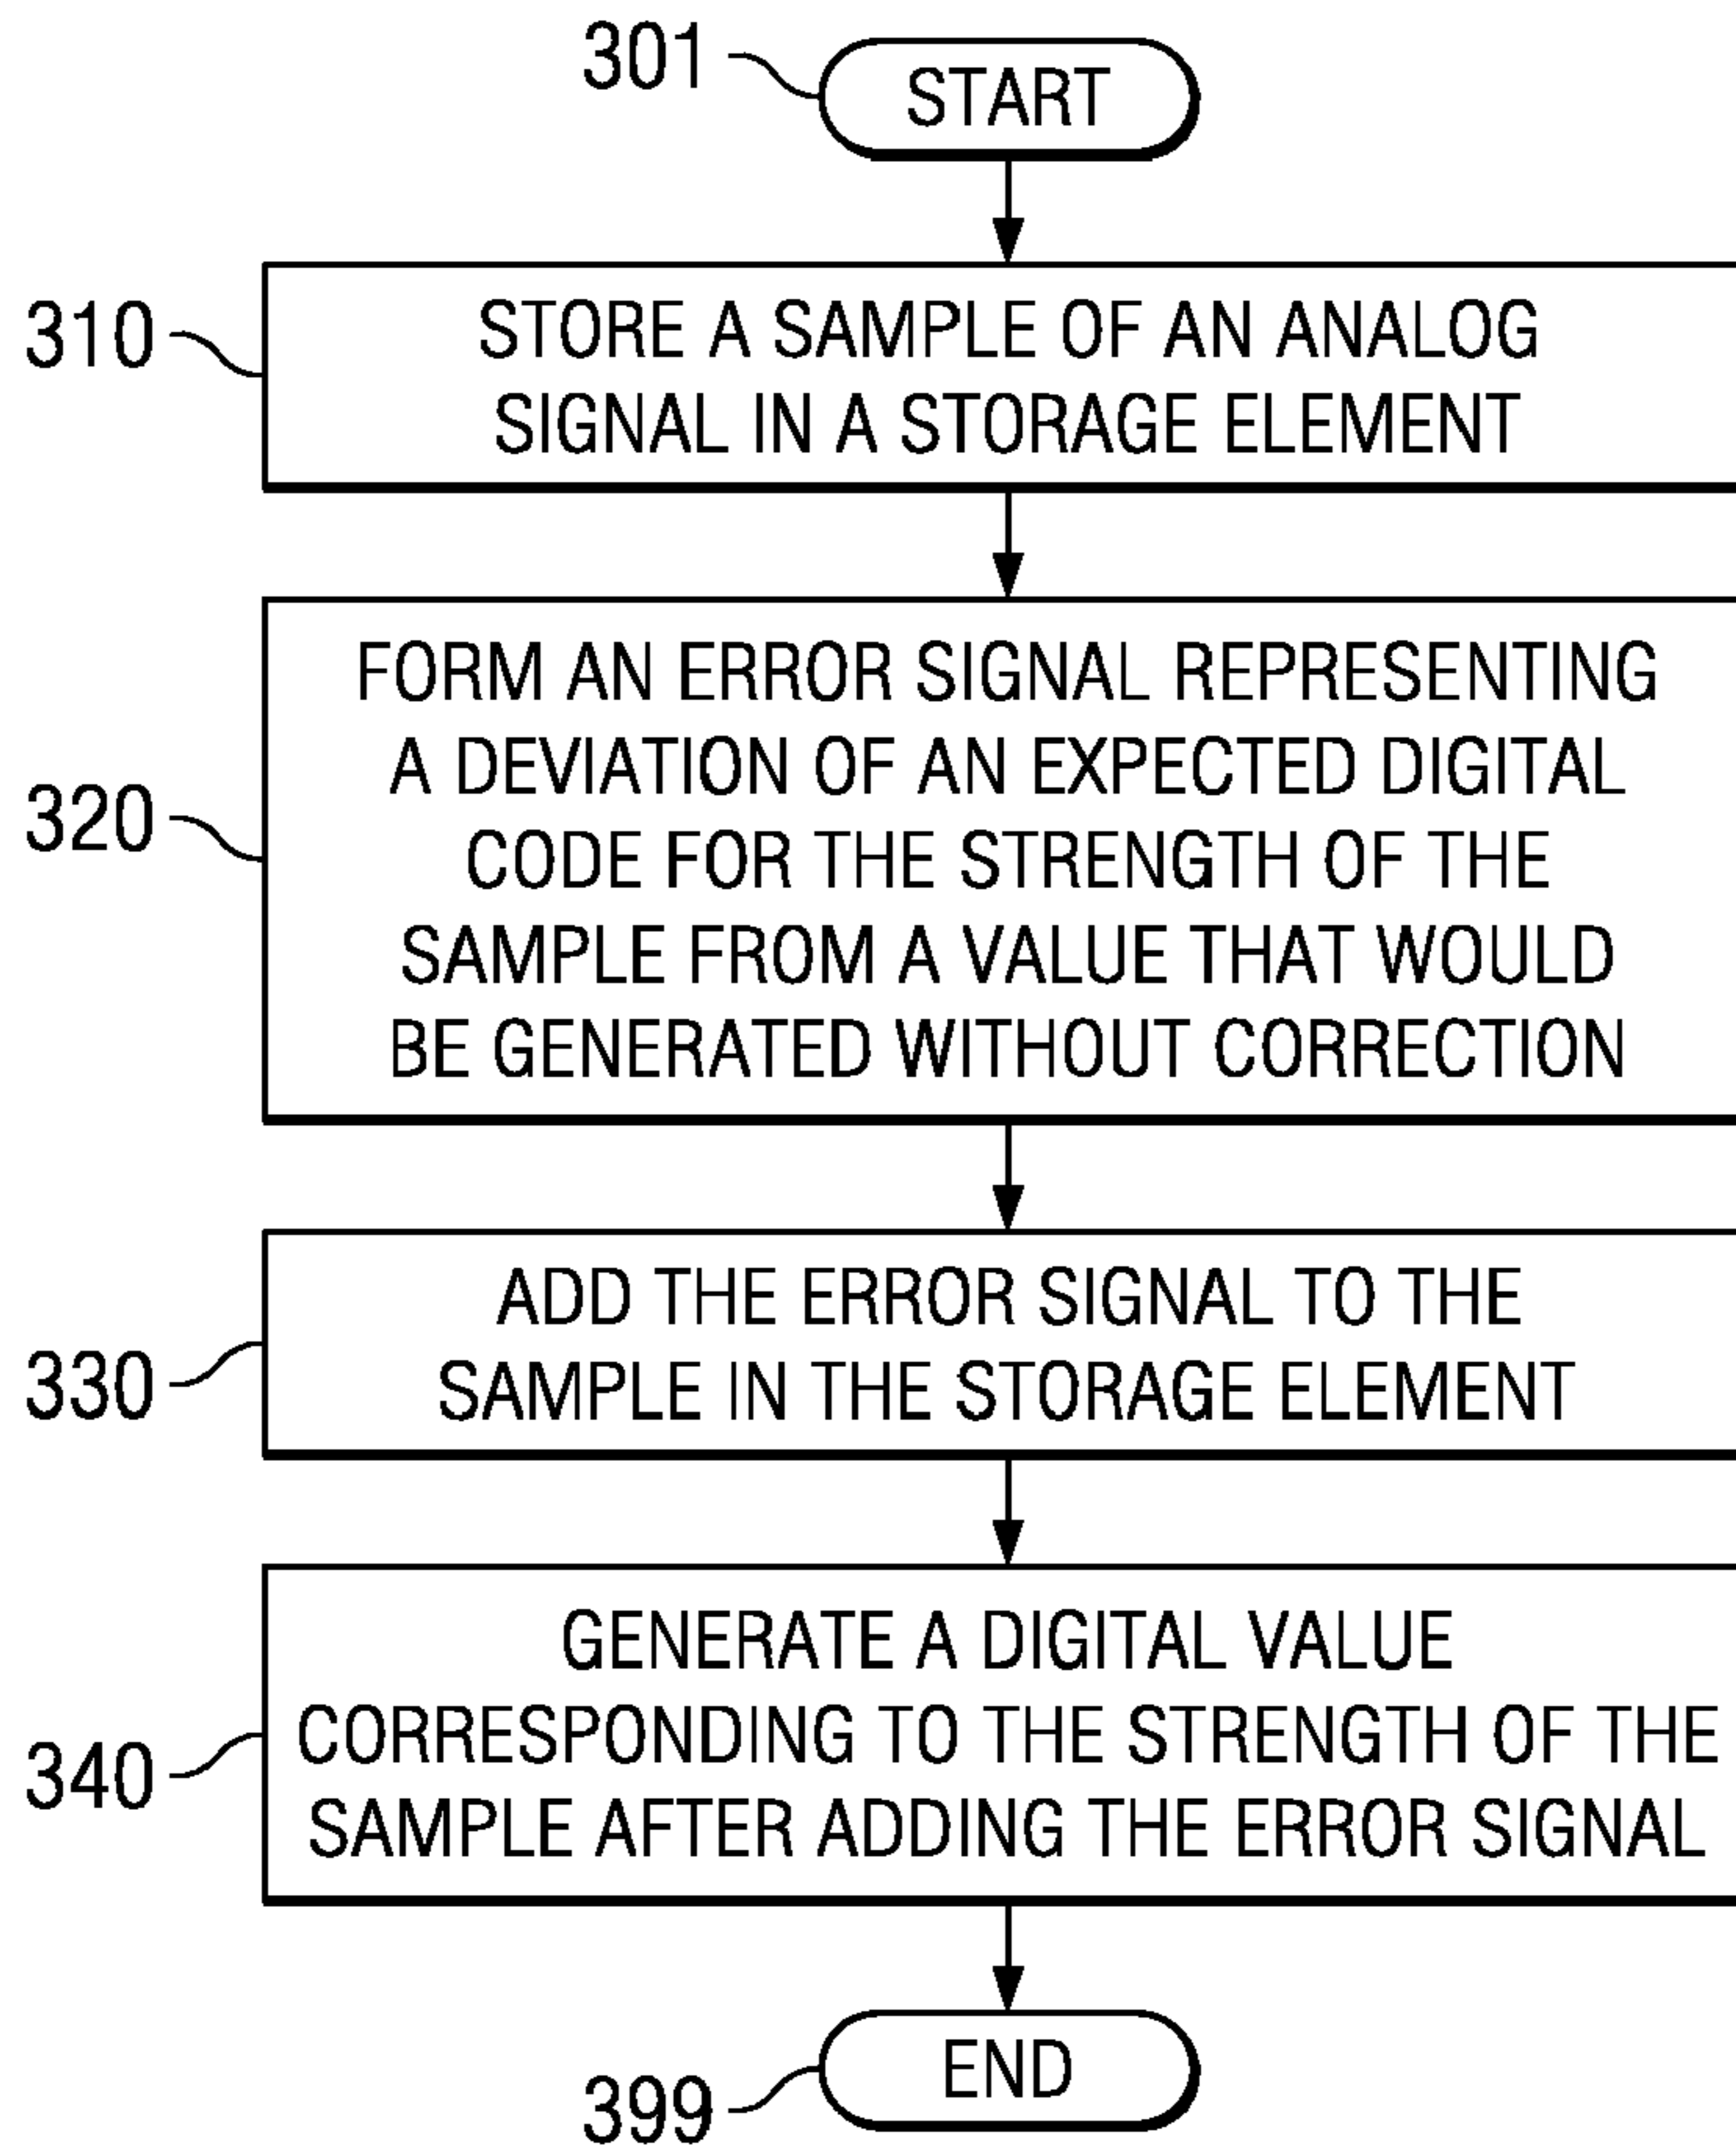 301
START
310
STORE A SAMPLE OF AN ANALOG
SIGNAL IN A STORAGE ELEMENT
320
FORM AN ERROR SIGNAL REPRESENTING
A DEVIATION OF AN EXPECTED DIGITAL
CODE FOR THE STRENGTH OF THE
SAMPLE FROM A VALUE THAT WOULD
BE GENERATED WITHOUT CORRECTION
330
ADD THE ERROR SIGNAL TO THE
SAMPLE IN THE STORAGE ELEMENT
340
GENERATE A DIGITAL VALUE
CORRESPONDING TO THE STRENGTH OF THE
SAMPLE AFTER ADDING THE ERROR SIGNAL
399
END